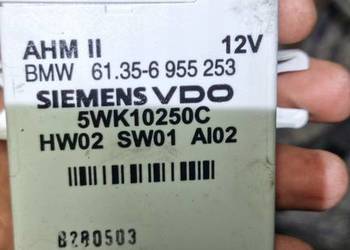 AHM II 12V
BMW 61.35-6 955 253
SIEMENS VDO
5WK10250C
HW02 SW01 AI02
B280503